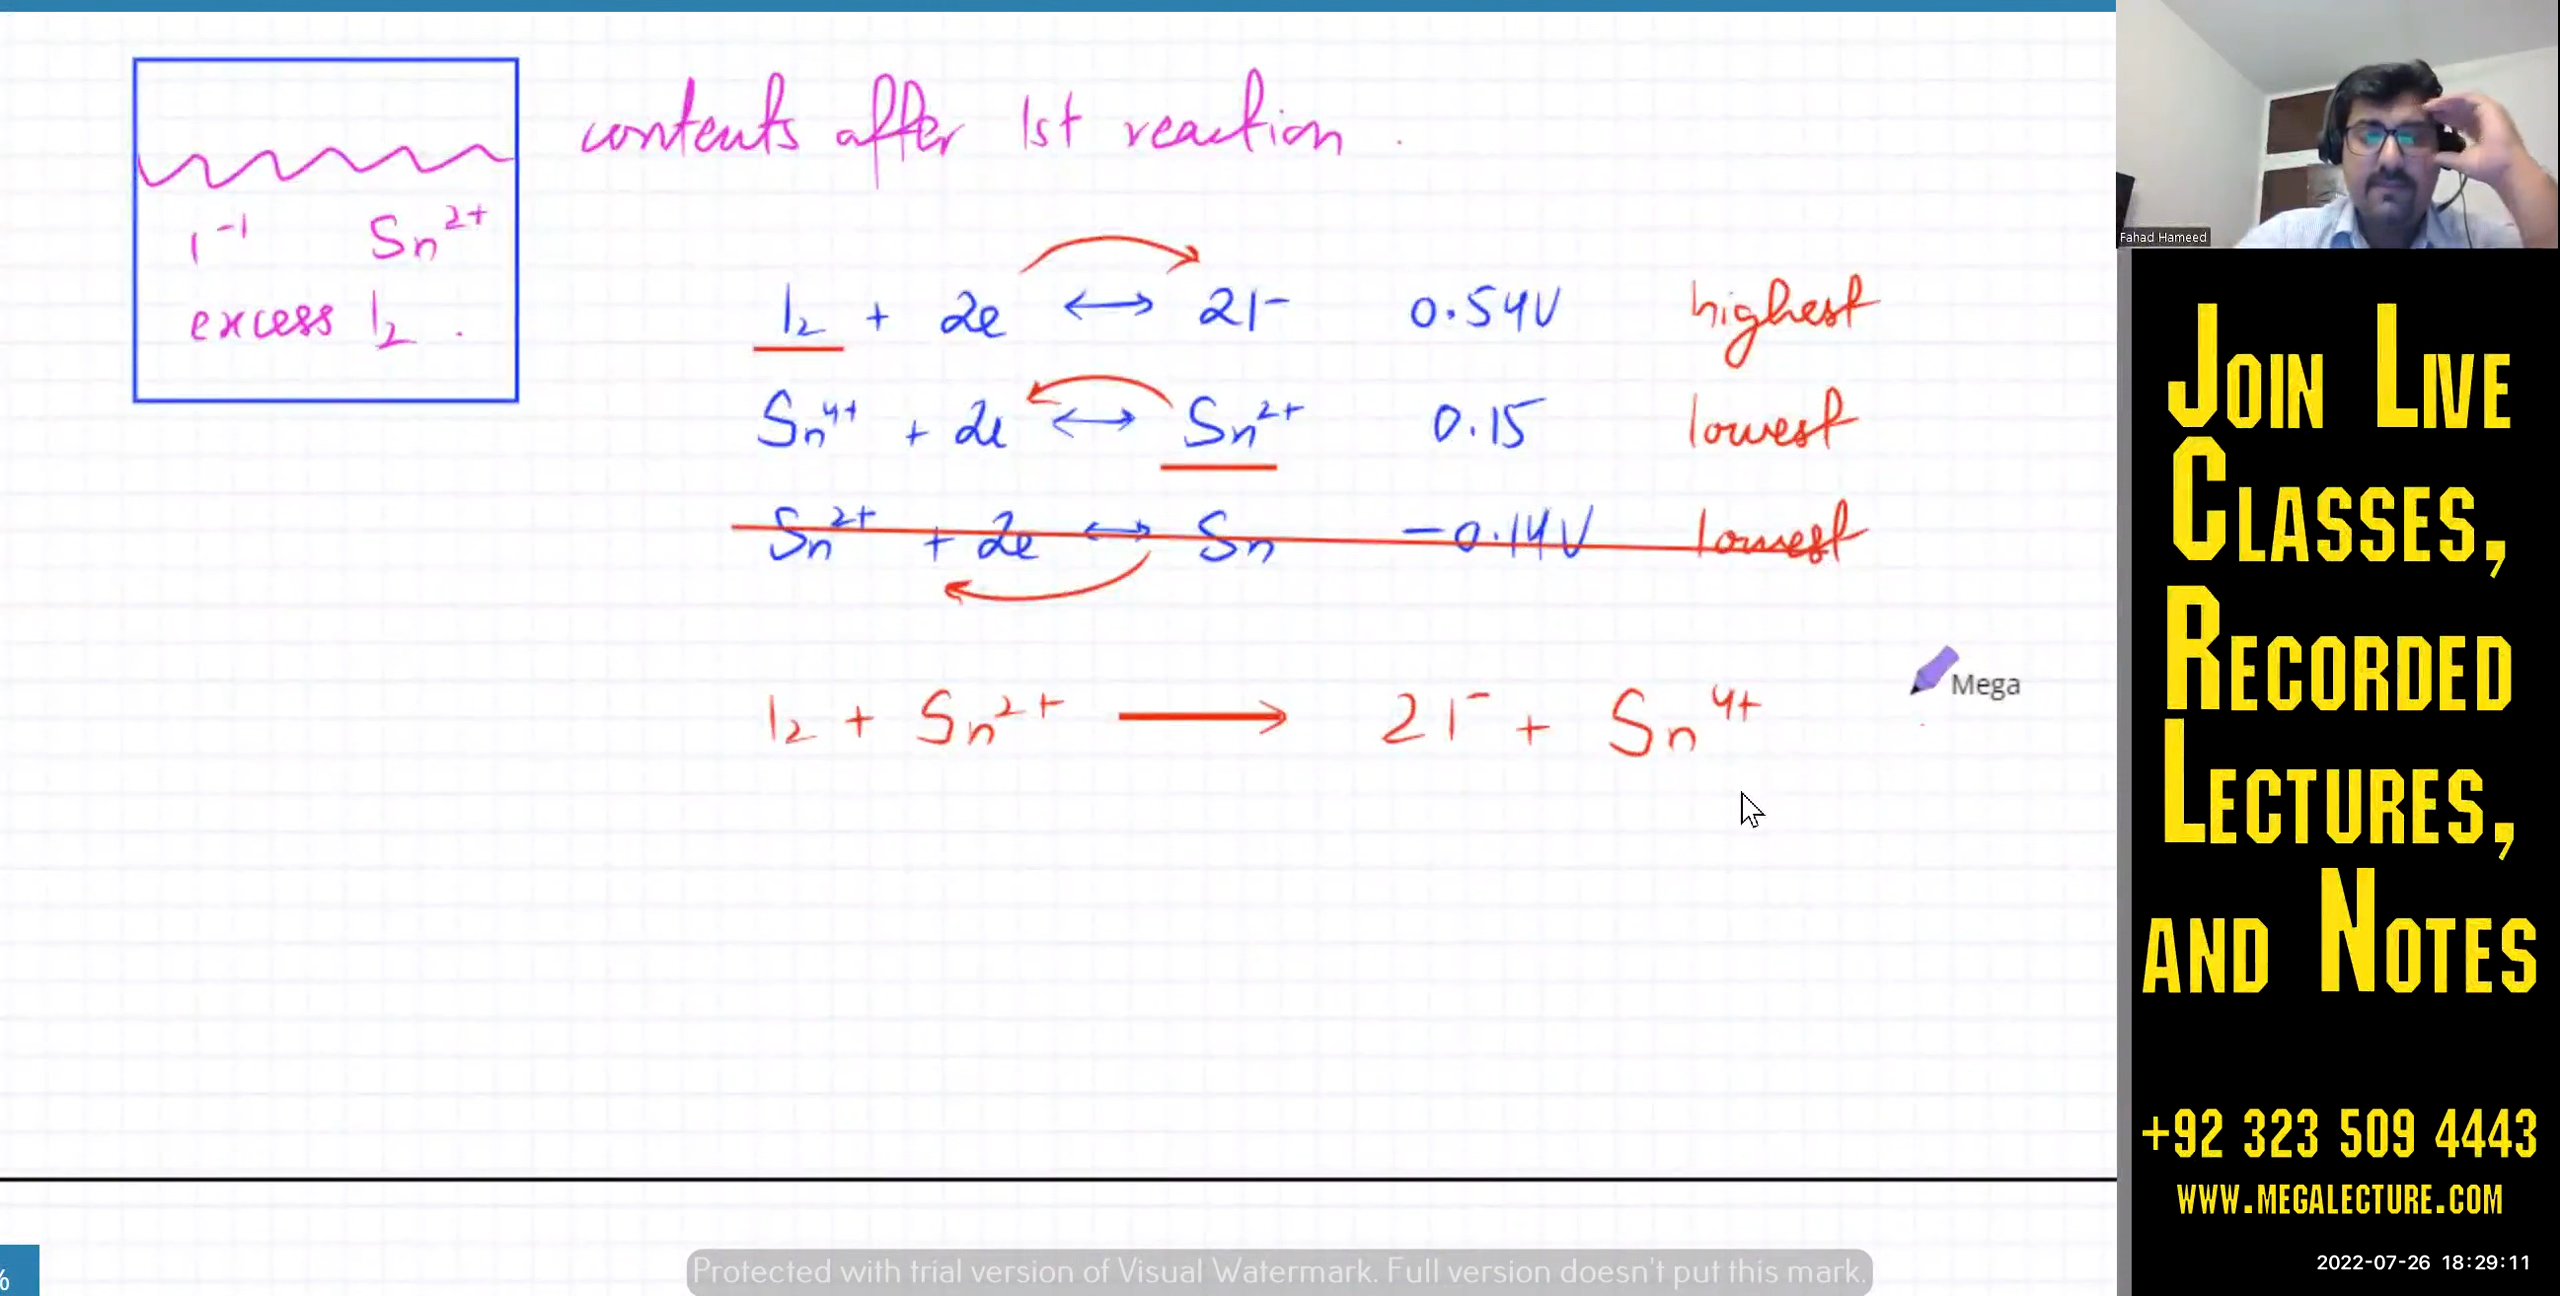 contents after 1st reaction .
I⁻¹ Sn²⁺
excess I₂ .
I₂ + 2e ⟷ 2I⁻ 0.54V highest
Sn⁴⁺ + 2e ⟷ Sn²⁺ 0.15 lowest
Sn²⁺ + 2e ⟷ Sn −0.14V lowest
I₂ + Sn²⁺ ⟶ 2I⁻ + Sn⁴⁺
Mega
Fahad Hameed
JOIN LIVE
CLASSES,
RECORDED
LECTURES,
AND NOTES
+92 323 509 4443
WWW.MEGALECTURE.COM
2022-07-26 18:29:11
%
Protected with trial version of Visual Watermark. Full version doesn't put this mark.